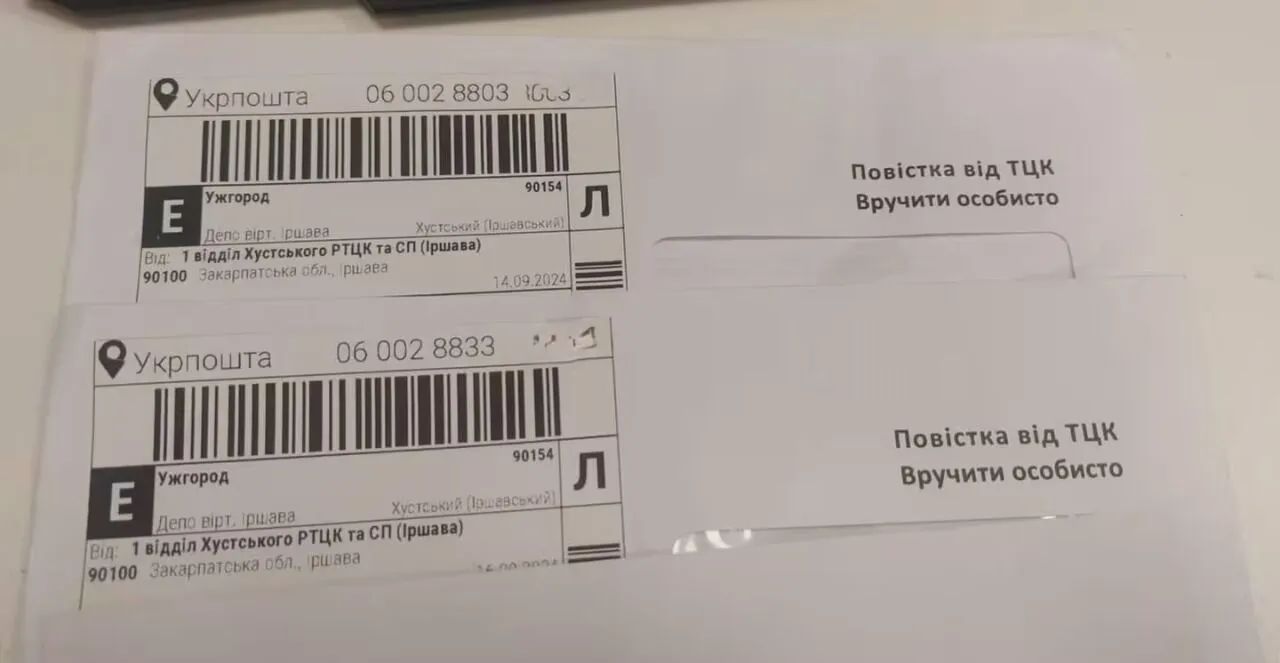 Укрпошта 06 002 8803
90154
Ужгород
Е
Л
Депо вірт. Іршава Хустський (Іршавський)
Від: 1 відділ Хустського РТЦК та СП (Іршава)
90100 Закарпатська обл., Іршава
14.09.2024
Повістка від ТЦК
Вручити особисто
Укрпошта 06 002 8833
90154
Ужгород
Е
Л
Депо вірт. Іршава Хустський (Іршавський)
Від: 1 відділ Хустського РТЦК та СП (Іршава)
90100 Закарпатська обл., Іршава
Повістка від ТЦК
Вручити особисто